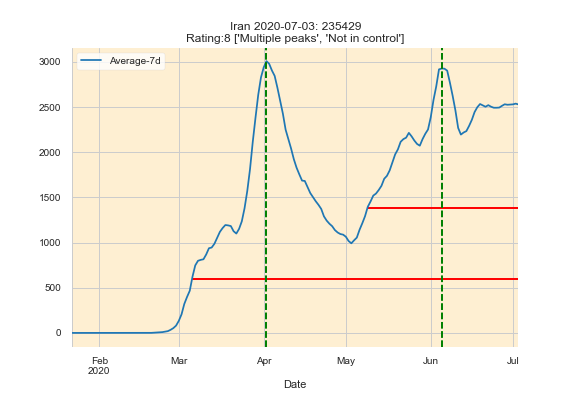 Iran 2020-07-03: 235429
Rating:8 ['Multiple peaks', 'Not in control']
Average-7d
3000
2500
2000
1500
1000
500
0
Feb
2020
Mar
Apr
May
Jun
Jul
Date